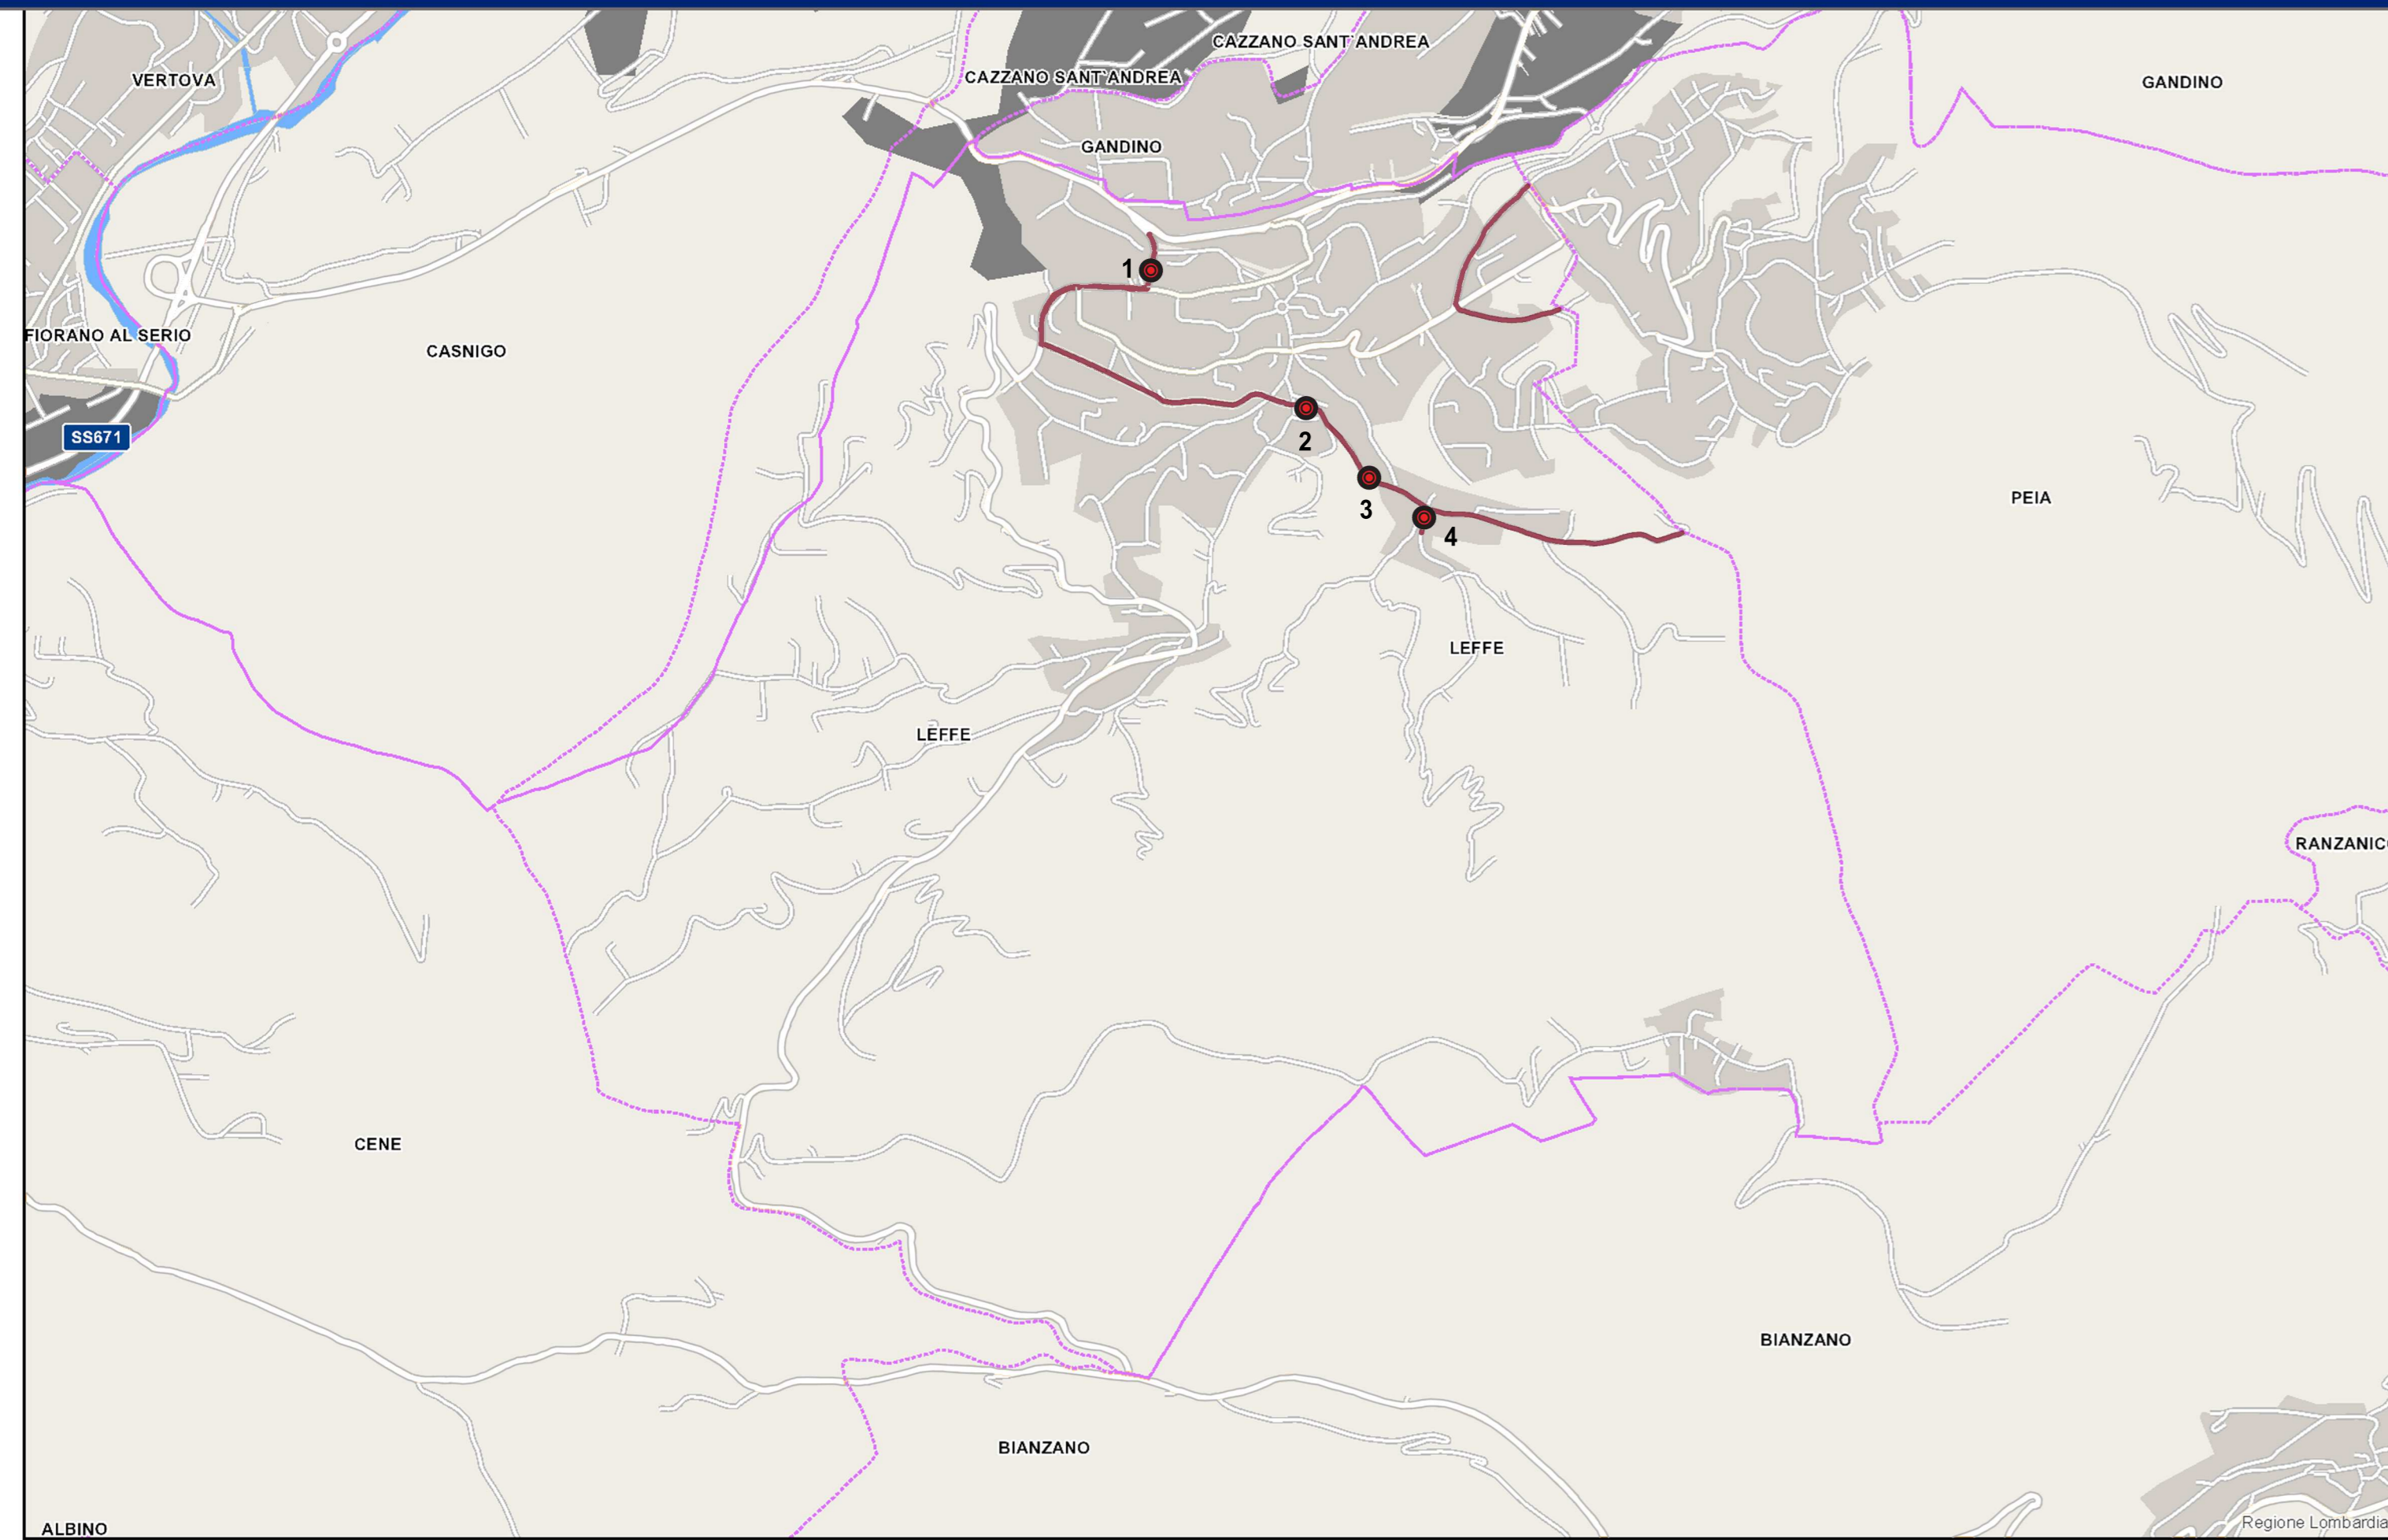 CAZZANO SANT`ANDREA
VERTOVA
CAZZANO SANT`ANDREA
GANDINO
GANDINO
1
FIORANO AL SERIO
CASNIGO
SS671
2
PEIA
3
4
LEFFE
LEFFE
RANZANICO
CENE
BIANZANO
BIANZANO
ALBINO
Regione Lombardia